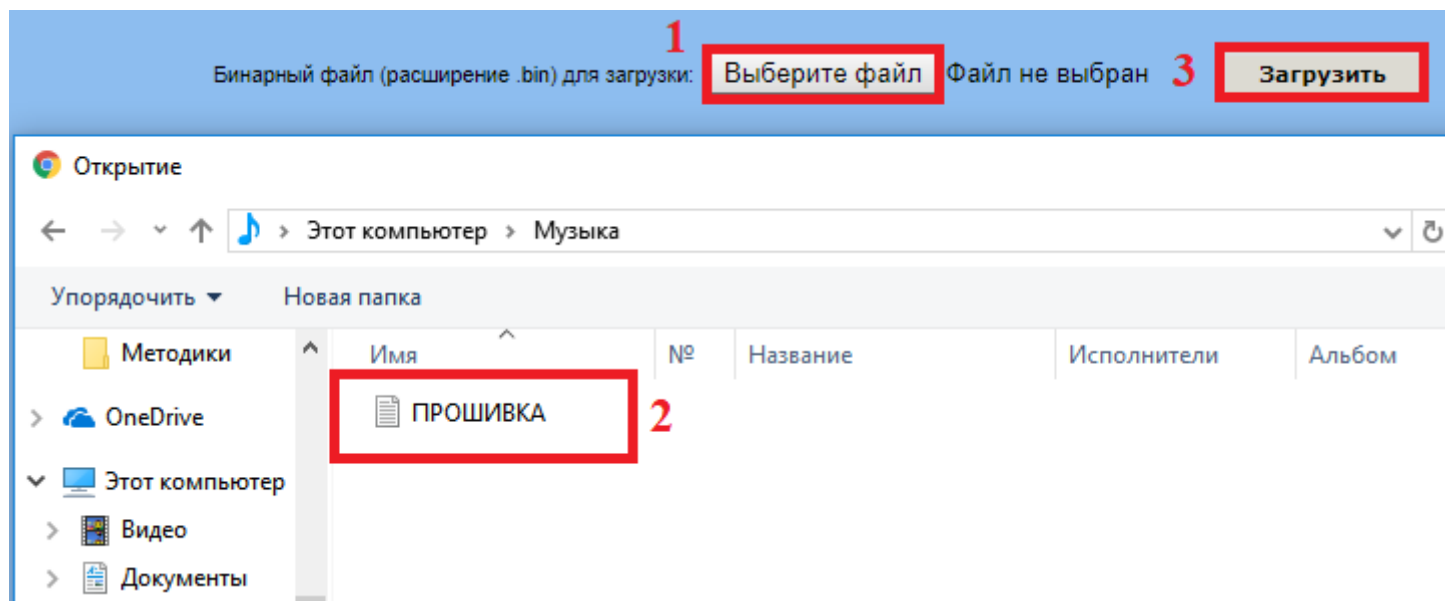 1
Бинарный файл (расширение .bin) для загрузки: Выберите файл Файл не выбран 3 Загрузить
Открытие
Этот компьютер > Музыка
Упорядочить Новая папка
Методики Имя № Название Исполнители Альбом
OneDrive ПРОШИВКА 2
Этот компьютер
Видео
Документы